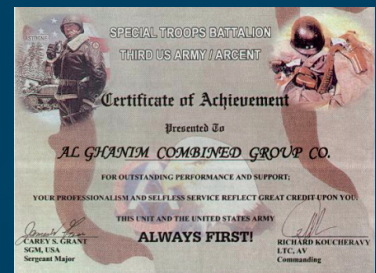 SPECIAL TROOPS BATTALION
THIRD US ARMY / ARCENT
Certificate of Achievement
Presented To
AL GHANIM COMBINED GROUP CO.
FOR OUTSTANDING PERFORMANCE AND SUPPORT;
YOUR PROFESSIONALISM AND SELFLESS SERVICE REFLECT GREAT CREDIT UPON YOU
THIS UNIT AND THE UNITED STATES ARMY
ALWAYS FIRST!
CAREY S. GRANT
SGM, USA
Sergeant Major
RICHARD KOUCHERAVY
LTC, AV
Commanding